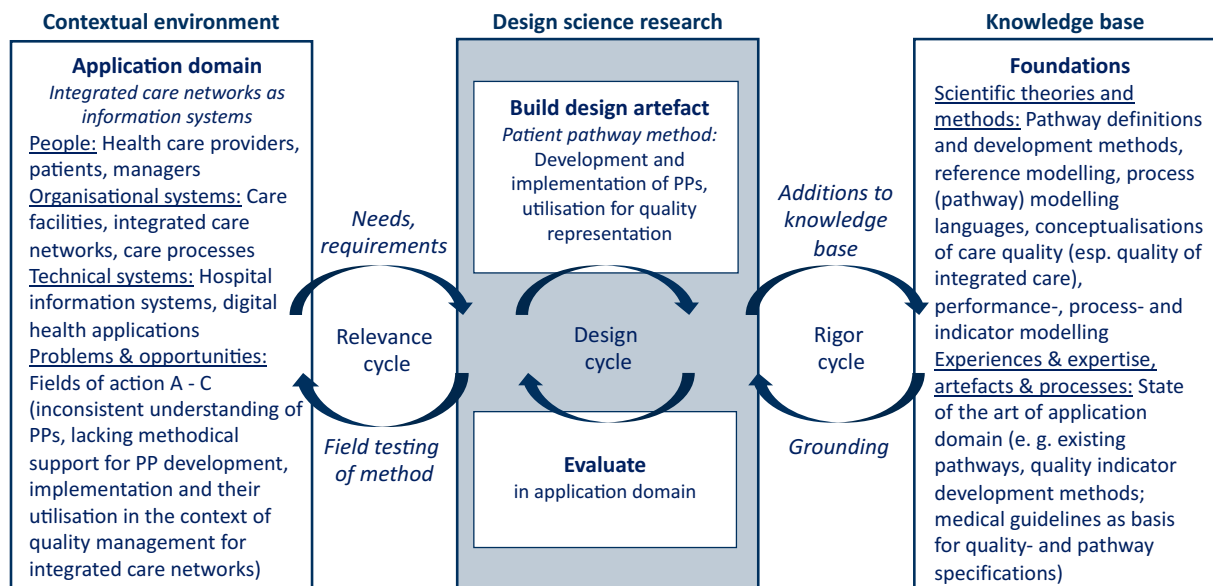 Contextual environment
Application domain
Integrated care networks as
information systems
People: Health care providers,
patients, managers
Organisational systems: Care
facilities, integrated care
networks, care processes
Technical systems: Hospital
information systems, digital
health applications
Problems & opportunities:
Fields of action A - C
(inconsistent understanding of
PPs, lacking methodical
support for PP development,
implementation and their
utilisation in the context of
quality management for
integrated care networks)
Needs,
requirements
Relevance
cycle
Field testing
of method
Design science research
Build design artefact
Patient pathway method:
Development and
implementation of PPs,
utilisation for quality
representation
Design
cycle
Evaluate
in application domain
Additions to
knowledge
base
Rigor
cycle
Grounding
Knowledge base
Foundations
Scientific theories and
methods: Pathway definitions
and development methods,
reference modelling, process
(pathway) modelling
languages, conceptualisations
of care quality (esp. quality of
integrated care),
performance-, process- and
indicator modelling
Experiences & expertise,
artefacts & processes: State
of the art of application
domain (e. g. existing
pathways, quality indicator
development methods;
medical guidelines as basis
for quality- and pathway
specifications)